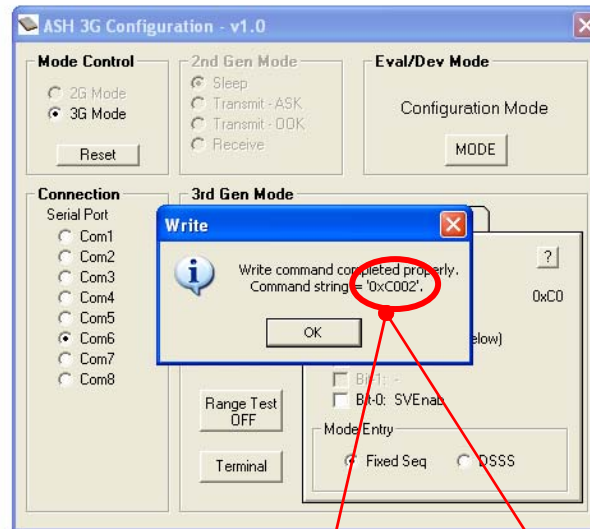 ASH 3G Configuration - v1.0
Mode Control
2G Mode
3G Mode
Reset
2nd Gen Mode
Sleep
Transmit - ASK
Transmit - OOK
Receive
Eval/Dev Mode
Configuration Mode
MODE
Connection
Serial Port
Com1
Com2
Com3
Com4
Com5
Com6
Com7
Com8
3rd Gen Mode
Write
Write command completed properly.
Command string = '0xC002'.
OK
?
0xC0
elow)
Bit-1: -
Bit-0: SVEnab
Range Test
OFF
Terminal
Mode Entry
Fixed Seq
DSSS